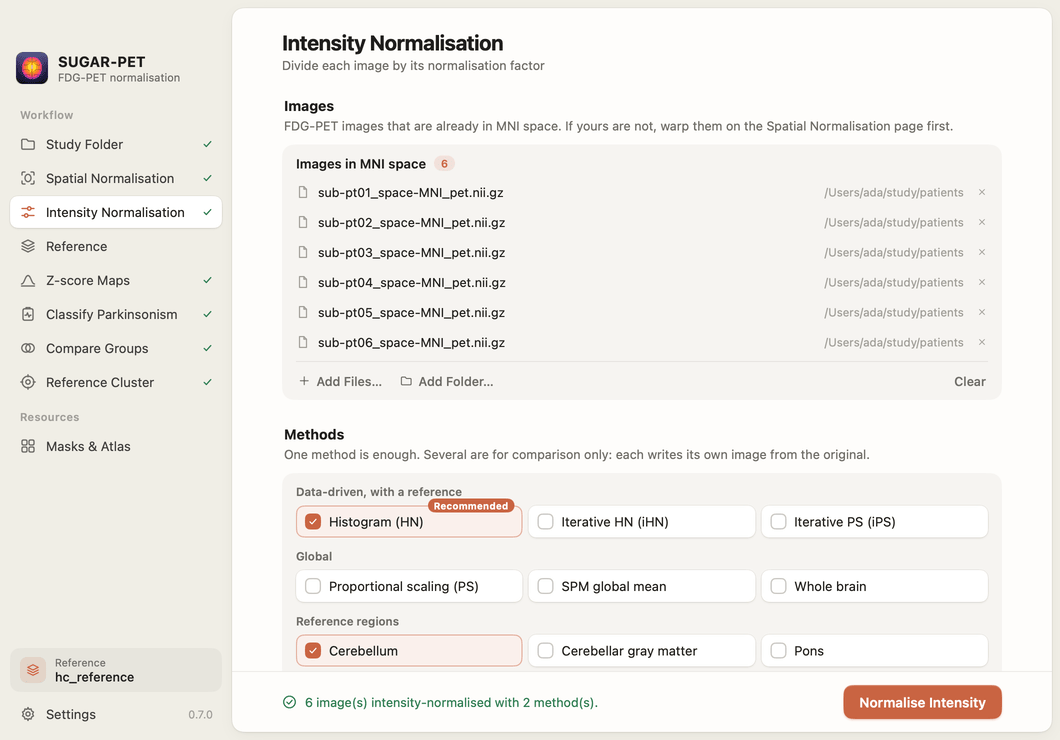 SUGAR-PET
FDG-PET normalisation
Workflow
Study Folder
Spatial Normalisation
Intensity Normalisation
Reference
Z-score Maps
Classify Parkinsonism
Compare Groups
Reference Cluster
Resources
Masks & Atlas
Reference
hc_reference
Settings 0.7.0
Intensity Normalisation
Divide each image by its normalisation factor
Images
FDG-PET images that are already in MNI space. If yours are not, warp them on the Spatial Normalisation page first.
Images in MNI space 6
sub-pt01_space-MNI_pet.nii.gz /Users/ada/study/patients ×
sub-pt02_space-MNI_pet.nii.gz /Users/ada/study/patients ×
sub-pt03_space-MNI_pet.nii.gz /Users/ada/study/patients ×
sub-pt04_space-MNI_pet.nii.gz /Users/ada/study/patients ×
sub-pt05_space-MNI_pet.nii.gz /Users/ada/study/patients ×
sub-pt06_space-MNI_pet.nii.gz /Users/ada/study/patients ×
+ Add Files... Add Folder... Clear
Methods
One method is enough. Several are for comparison only: each writes its own image from the original.
Data-driven, with a reference
Recommended
Histogram (HN) Iterative HN (iHN) Iterative PS (iPS)
Global
Proportional scaling (PS) SPM global mean Whole brain
Reference regions
Cerebellum Cerebellar gray matter Pons
6 image(s) intensity-normalised with 2 method(s). Normalise Intensity